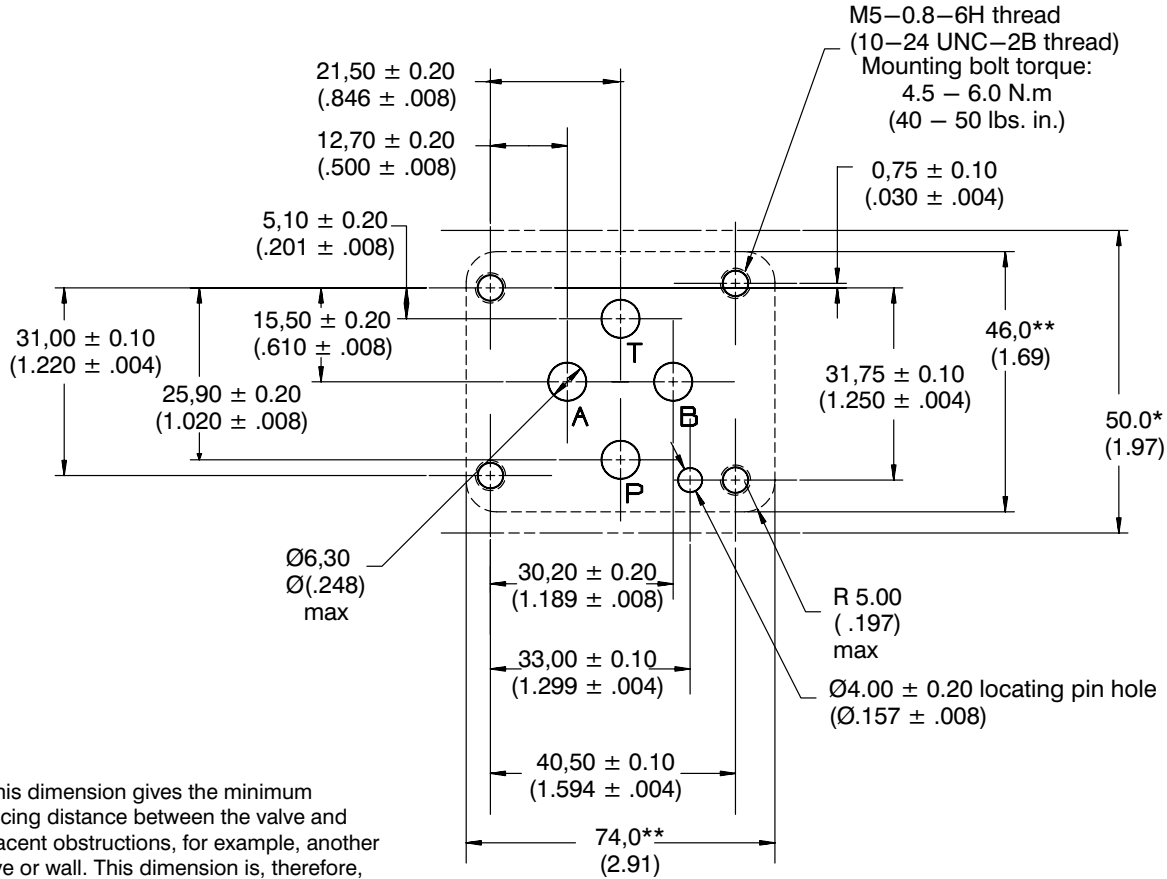 M5–0.8–6H thread
(10–24 UNC–2B thread)
Mounting bolt torque:
4.5 – 6.0 N.m
(40 – 50 lbs. in.)
21,50 ± 0.20
(.846 ± .008)
12,70 ± 0.20
(.500 ± .008)
0,75 ± 0.10
(.030 ± .004)
5,10 ± 0.20
(.201 ± .008)
15,50 ± 0.20
(.610 ± .008)
31,00 ± 0.10
(1.220 ± .004)
25,90 ± 0.20
(1.020 ± .008)
T
A
B
P
46,0**
(1.69)
31,75 ± 0.10
(1.250 ± .004)
50.0*
(1.97)
Ø6,30
Ø(.248)
max
30,20 ± 0.20
(1.189 ± .008)
R 5.00
( .197)
max
33,00 ± 0.10
(1.299 ± .004)
Ø4.00 ± 0.20 locating pin hole
(Ø.157 ± .008)
40,50 ± 0.10
(1.594 ± .004)
74,0**
(2.91)
his dimension gives the minimum
cing distance between the valve and
acent obstructions, for example, another
ve or wall. This dimension is, therefore,